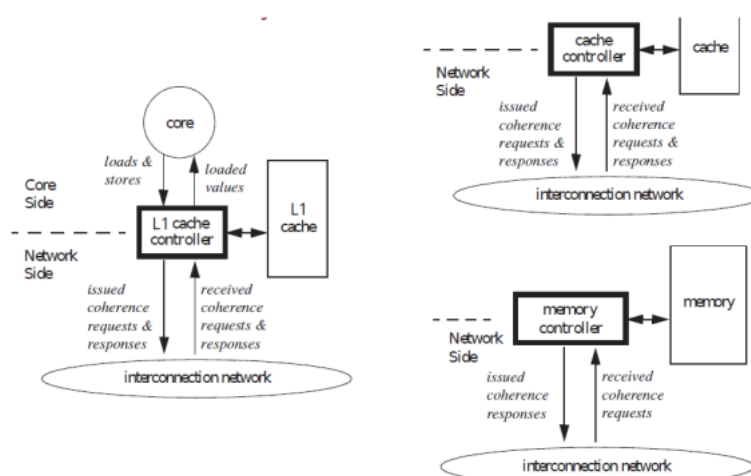 core
loads &
stores
loaded
values
Core
Side
L1 cache
controller
L1
cache
Network
Side
issued
coherence
requests &
responses
received
coherence
requests &
responses
interconnection network
cache
controller
cache
Network
Side
issued
coherence
requests &
responses
received
coherence
requests
& responses
interconnection network
memory
controller
memory
Network
Side
issued
coherence
responses
received
coherence
requests
interconnection network